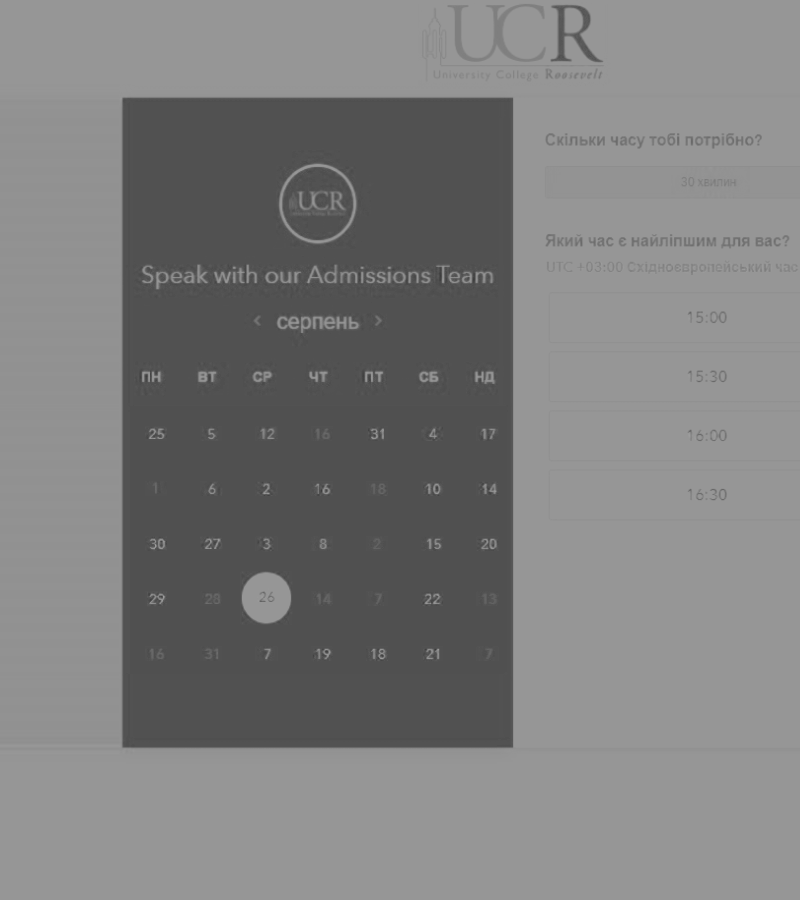 UCR
University College Roosevelt
UCR
Speak with our Admissions Team
‹ серпень ›
ПН ВТ СР ЧТ ПТ СБ НД
25 5 12 16 31 4 17
1 6 2 16 18 10 14
30 27 3 8 2 15 20
29 28 26 14 7 22 13
16 31 7 19 18 21 7
Скільки часу тобі потрібно?
30 хвилин
Який час є найліпшим для вас?
UTC +03:00 Східноєвропейський час
15:00
15:30
16:00
16:30